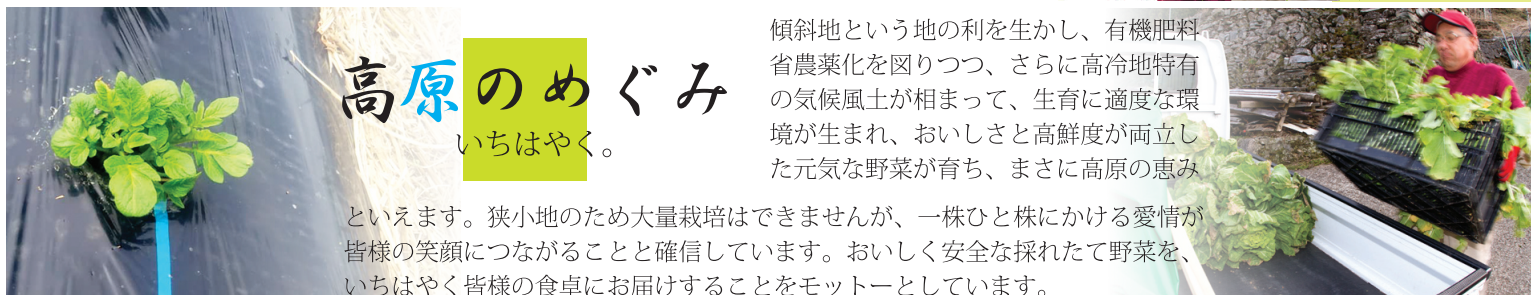 高原のめぐみ
いちはやく。
傾斜地という地の利を生かし、有機肥料
省農薬化を図りつつ、さらに高冷地特有
の気候風土が相まって、生育に適度な環
境が生まれ、おいしさと高鮮度が両立し
た元気な野菜が育ち、まさに高原の恵み
といえます。狭小地のため大量栽培はできませんが、一株ひと株にかける愛情が
皆様の笑顔につながることと確信しています。おいしく安全な採れたて野菜を、
いちはやく皆様の食卓にお届けすることをモットーとしています。